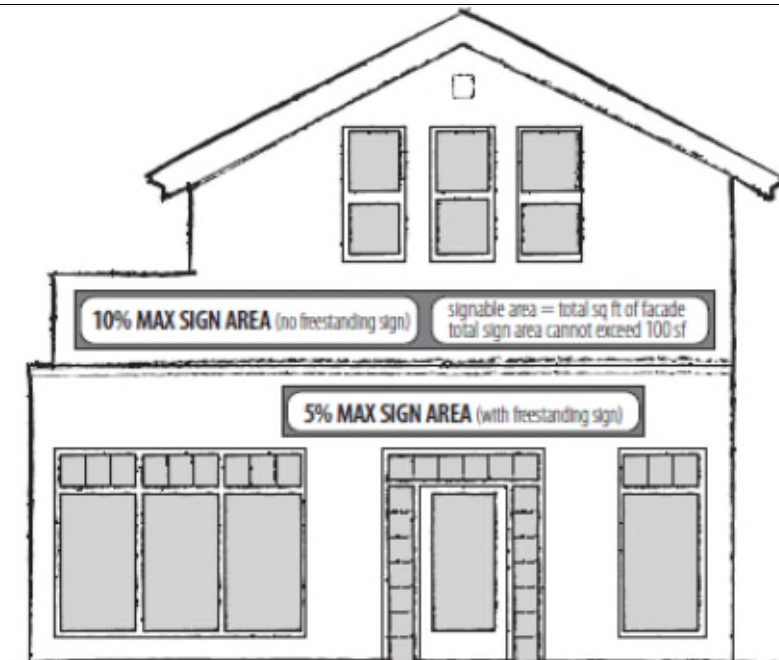 10% MAX SIGN AREA (no freestanding sign)
signable area = total sq ft of facade
total sign area cannot exceed 100 sf
5% MAX SIGN AREA (with freestanding sign)